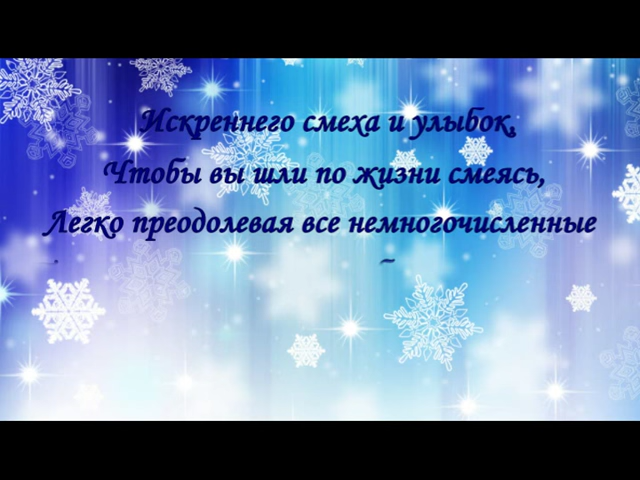 Искреннего смеха и улыбок,
Чтобы вы шли по жизни смеясь,
Легко преодолевая все немногочисленные